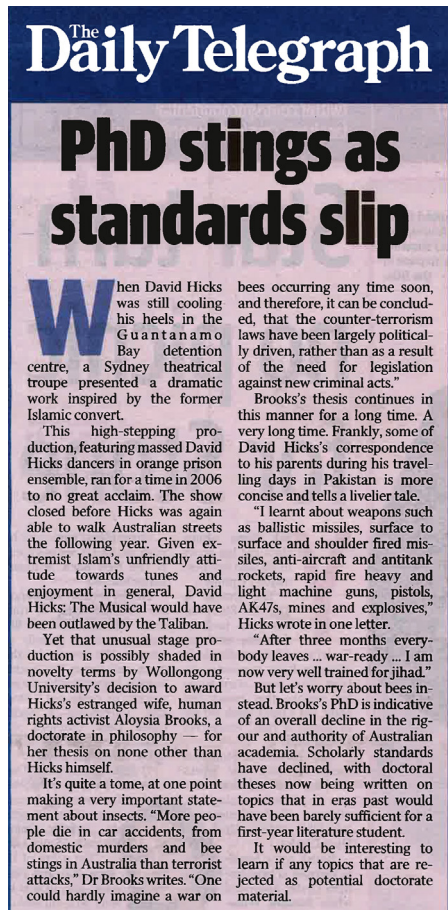 The
Daily Telegraph
PhD stings as
standards slip
When David Hicks
was still cooling
his heels in the
Guantanamo
Bay detention
centre, a Sydney theatrical
troupe presented a dramatic
work inspired by the former
Islamic convert.
This high-stepping pro-
duction, featuring massed David
Hicks dancers in orange prison
ensemble, ran for a time in 2006
to no great acclaim. The show
closed before Hicks was again
able to walk Australian streets
the following year. Given ex-
tremist Islam's unfriendly atti-
tude towards tunes and
enjoyment in general, David
Hicks: The Musical would have
been outlawed by the Taliban.
Yet that unusual stage pro-
duction is possibly shaded in
novelty terms by Wollongong
University's decision to award
Hicks's estranged wife, human
rights activist Aloysia Brooks, a
doctorate in philosophy — for
her thesis on none other than
Hicks himself.
It's quite a tome, at one point
making a very important state-
ment about insects. "More peo-
ple die in car accidents, from
domestic murders and bee
stings in Australia than terrorist
attacks," Dr Brooks writes. "One
could hardly imagine a war on
bees occurring any time soon,
and therefore, it can be conclud-
ed, that the counter-terrorism
laws have been largely political-
ly driven, rather than as a result
of the need for legislation
against new criminal acts."
Brooks's thesis continues in
this manner for a long time. A
very long time. Frankly, some of
David Hicks's correspondence
to his parents during his travel-
ling days in Pakistan is more
concise and tells a livelier tale.
"I learnt about weapons such
as ballistic missiles, surface to
surface and shoulder fired mis-
siles, anti-aircraft and antitank
rockets, rapid fire heavy and
light machine guns, pistols,
AK47s, mines and explosives,"
Hicks wrote in one letter.
"After three months every-
body leaves ... war-ready ... I am
now very well trained for jihad."
But let's worry about bees in-
stead. Brooks's PhD is indicative
of an overall decline in the rig-
our and authority of Australian
academia. Scholarly standards
have declined, with doctoral
theses now being written on
topics that in eras past would
have been barely sufficient for a
first-year literature student.
It would be interesting to
learn if any topics that are re-
jected as potential doctorate
material.